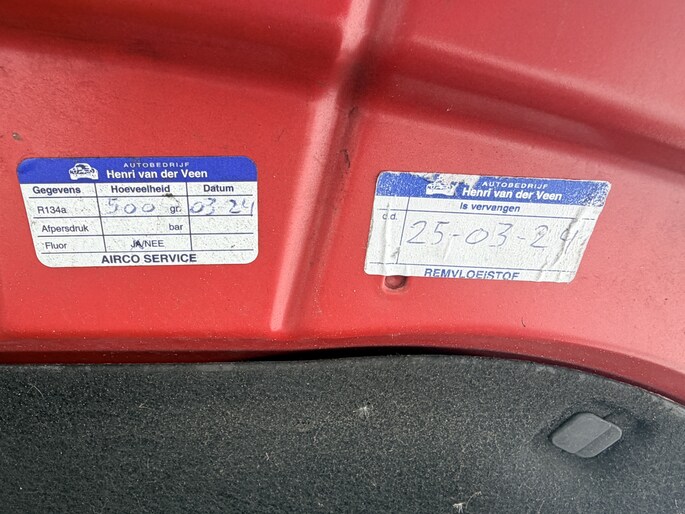 AUTOBEDRIJF
Henri van der Veen
Gegevens Hoeveelheid Datum
R134a 500 gr. 03 24
Afpersdruk bar
Fluor JA/NEE
AIRCO SERVICE
AUTOBEDRIJF
Henri van der Veen
is vervangen
d.d. 25-03-24
REMVLOEISTOF